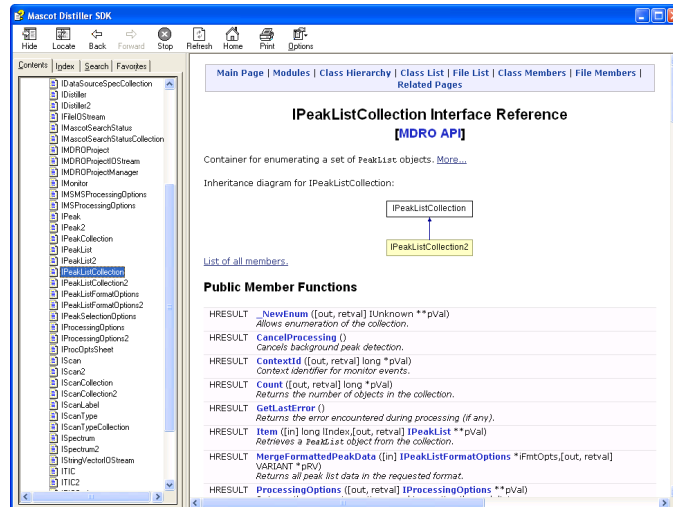 Mascot Distiller SDK
Hide Locate Back Forward Stop Refresh Home Print Options
Contents Index Search Favorites
IDataSourceSpecCollection
IDistiller
IDistiller2
IFileIOStream
IMascotSearchStatus
IMascotSearchStatusCollection
IMDROProject
IMDROProjectIOStream
IMDROProjectManager
IMonitor
IMSMSProcessingOptions
IMSProcessingOptions
IPeak
IPeak2
IPeakCollection
IPeakList
IPeakList2
IPeakListCollection
IPeakListCollection2
IPeakListFormatOptions
IPeakListFormatOptions2
IPeakSelectionOptions
IProcessingOptions
IProcessingOptions2
IProcOptsSheet
IScan
IScan2
IScanCollection
IScanCollection2
IScanLabel
IScanType
IScanTypeCollection
ISpectrum
ISpectrum2
IStringVectorIOStream
ITIC
ITIC2
Main Page | Modules | Class Hierarchy | Class List | File List | Class Members | File Members |
Related Pages
IPeakListCollection Interface Reference
[MDRO API]
Container for enumerating a set of PeakList objects. More...
Inheritance diagram for IPeakListCollection:
IPeakListCollection
IPeakListCollection2
List of all members.
Public Member Functions
HRESULT _NewEnum ([out, retval] IUnknown **pVal)
Allows enumeration of the collection.
HRESULT CancelProcessing ()
Cancels background peak detection.
HRESULT ContextId ([out, retval] long *pVal)
Context identifier for monitor events.
HRESULT Count ([out, retval] long *pVal)
Returns the number of objects in the collection.
HRESULT GetLastError ()
Returns the error encountered during processing (if any).
HRESULT Item ([in] long lIndex,[out, retval] IPeakList **pVal)
Retrieves a PeakList object from the collection.
HRESULT MergeFormattedPeakData ([in] IPeakListFormatOptions *iFmtOpts,[out, retval]
VARIANT *pRV)
Returns all peak list data in the requested format.
HRESULT ProcessingOptions ([out, retval] IProcessingOptions **pVal)